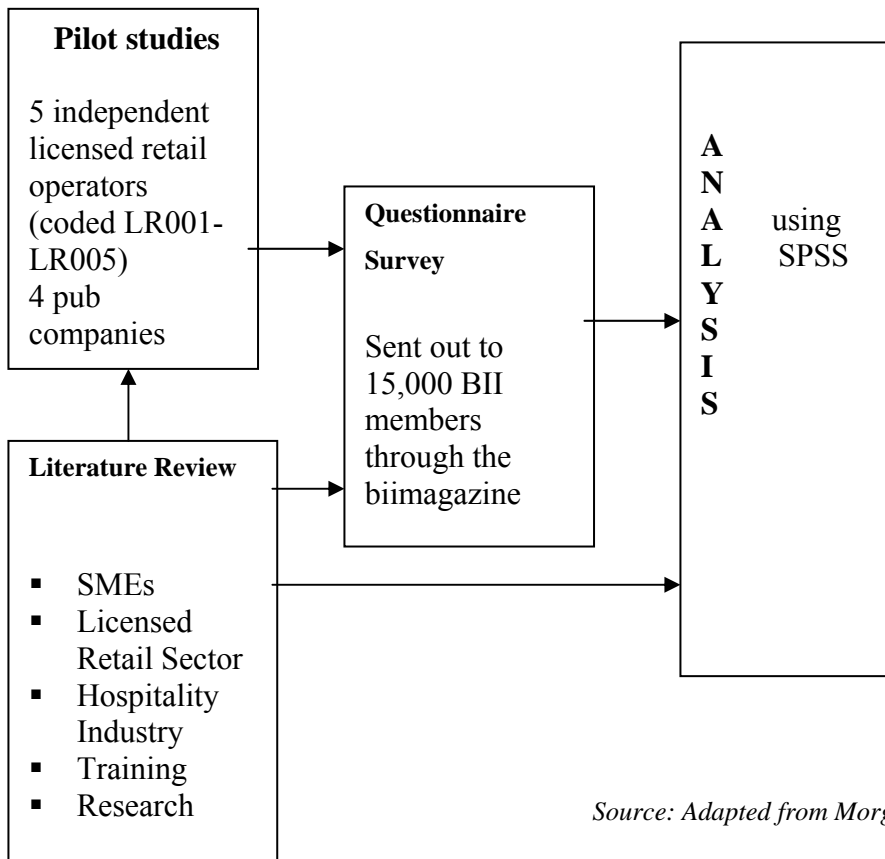 Pilot studies
5 independent
licensed retail
operators
(coded LR001-
LR005)
4 pub
companies
Literature Review
▪ SMEs
▪ Licensed
Retail Sector
▪ Hospitality
Industry
▪ Training
▪ Research
Questionnaire
Survey
Sent out to
15,000 BII
members
through the
biimagazine
A
N
A
L
Y
S
I
S
using
SPSS
Source: Adapted from Morg